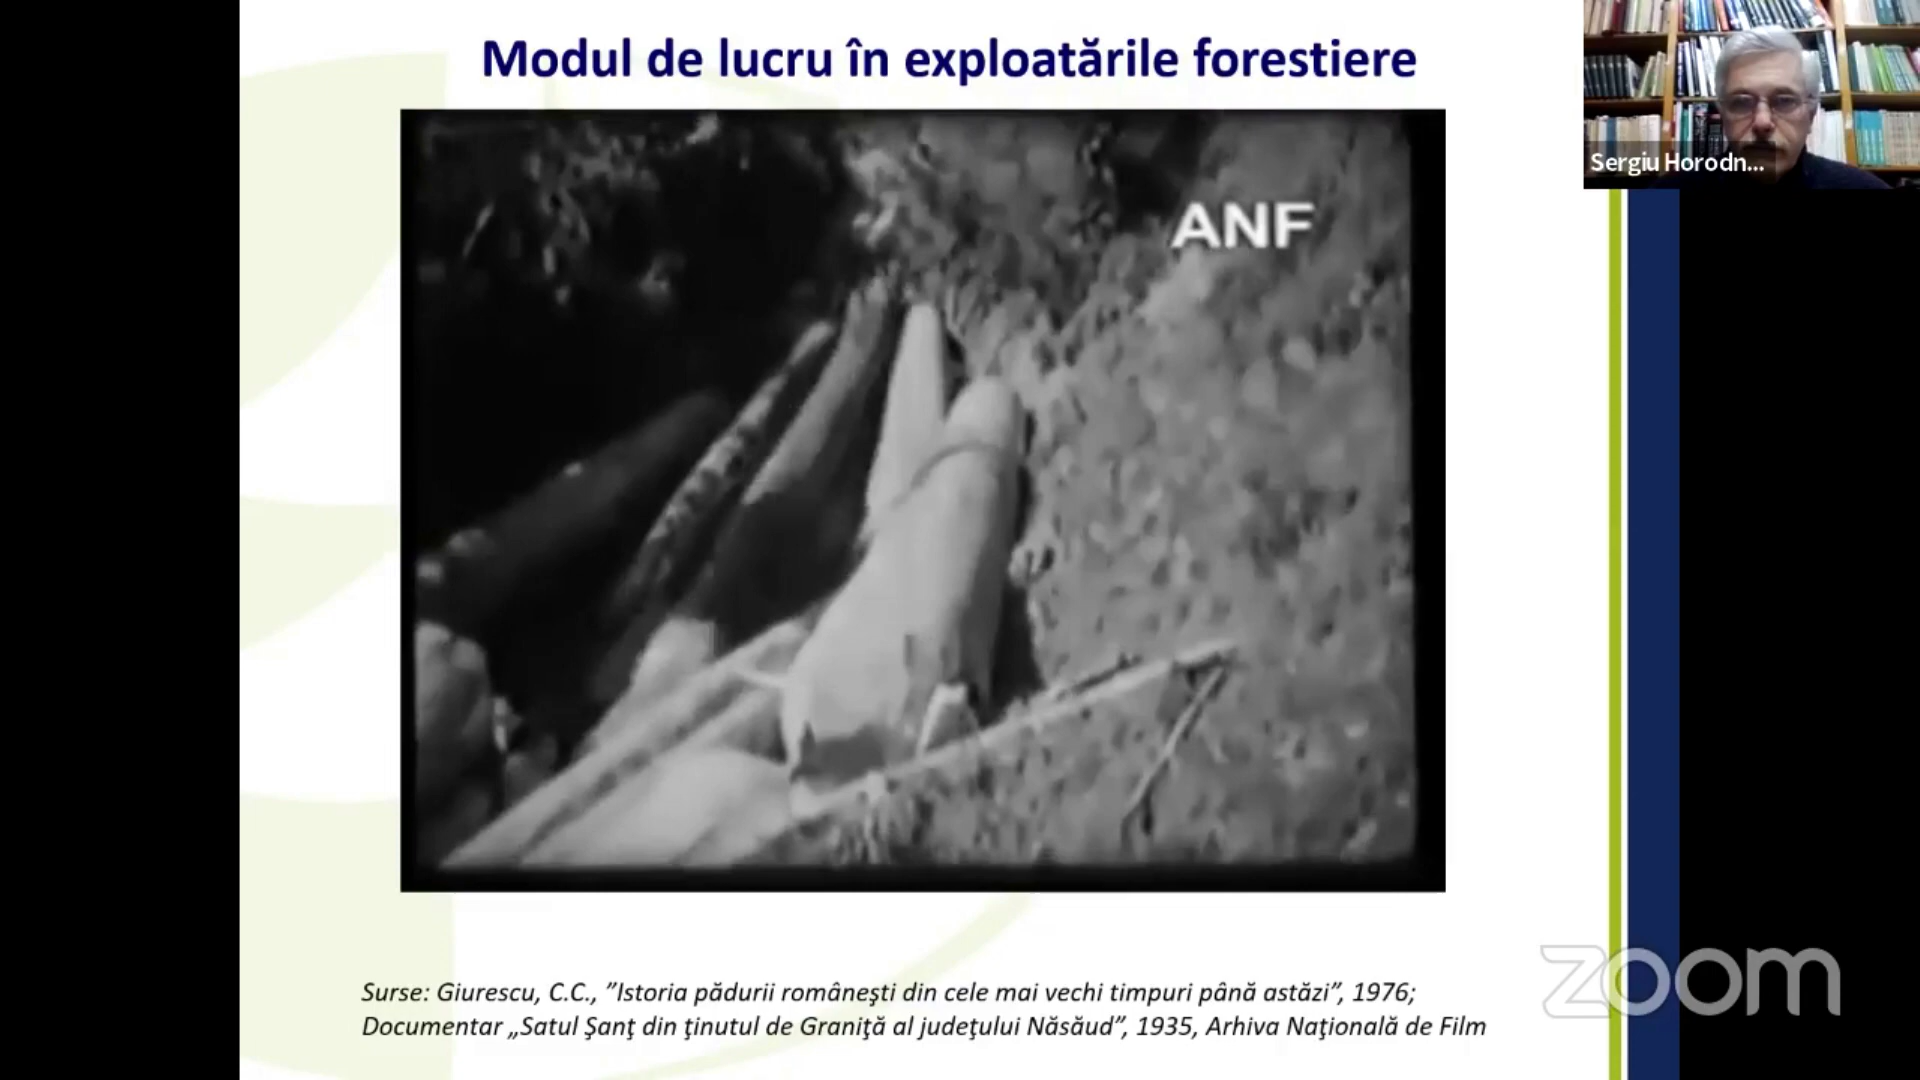 Modul de lucru în exploatările forestiere
Sergiu Horodn...
ANF
Surse: Giurescu, C.C., ”Istoria pădurii româneşti din cele mai vechi timpuri până astăzi”, 1976;
Documentar „Satul Şanţ din ţinutul de Graniţă al judeţului Năsăud”, 1935, Arhiva Naţională de Film
zoom